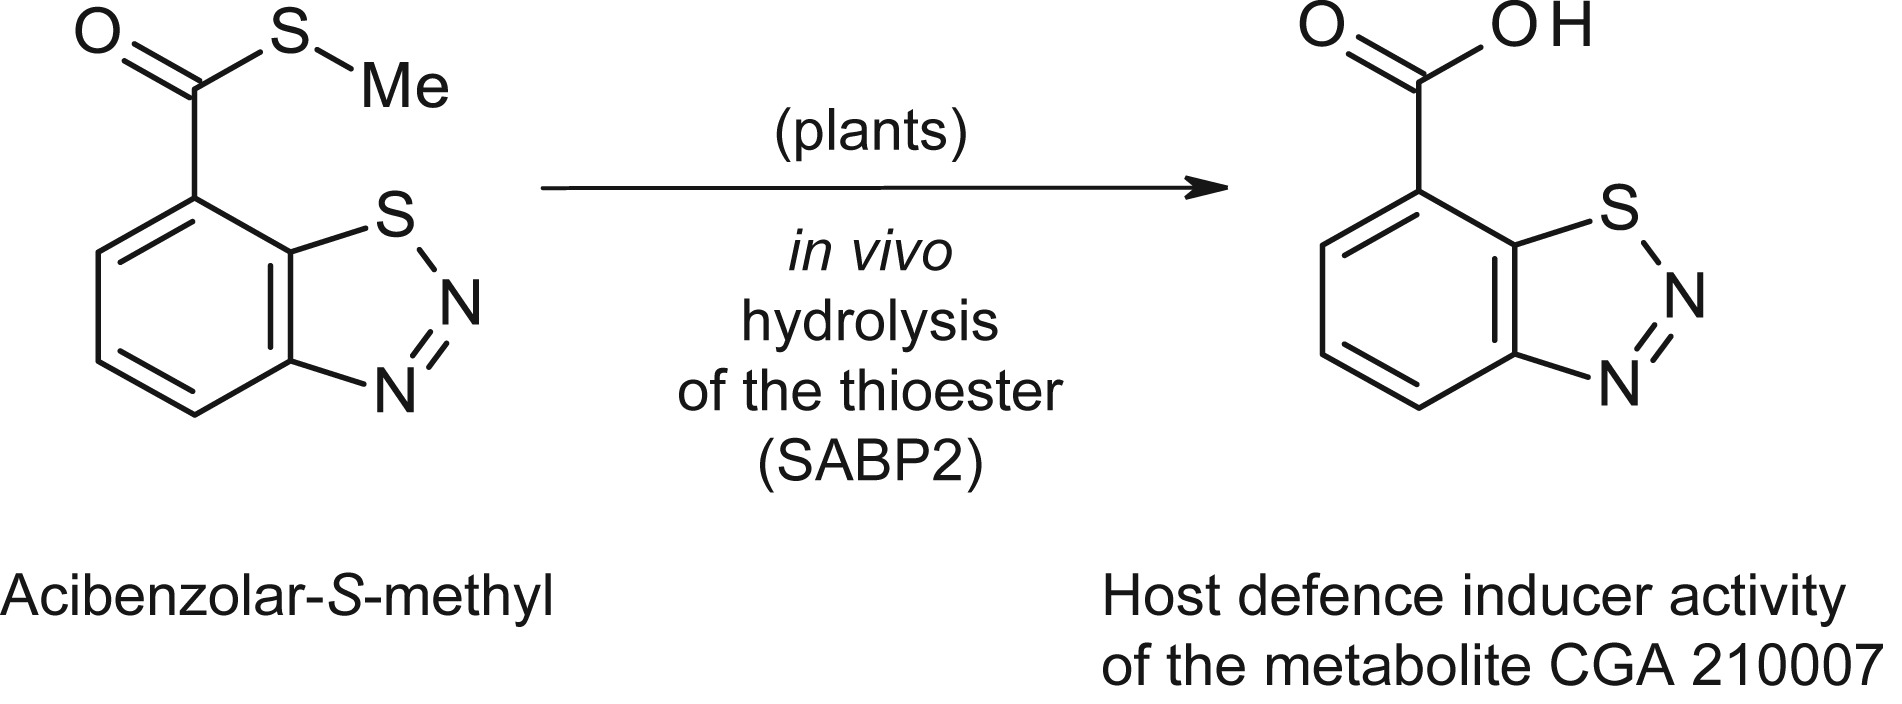 O S Me
S
N
N
(plants)
in vivo
hydrolysis
of the thioester
(SABP2)
O OH
S
N
N
Acibenzolar-S-methyl
Host defence inducer activity
of the metabolite CGA 210007